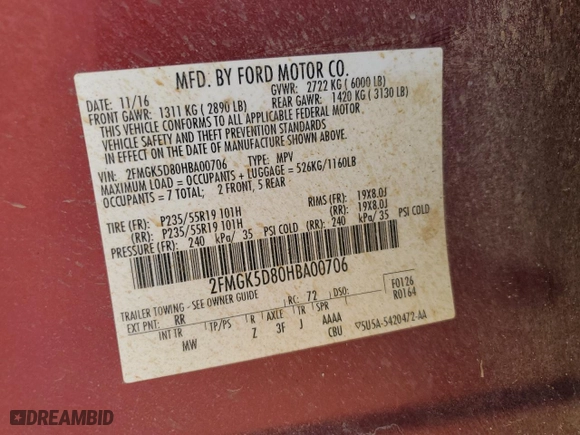 MFD. BY FORD MOTOR CO.
DATE: 11/16 GVWR: 2722 KG ( 6000 LB)
FRONT GAWR: 1311 KG ( 2890 LB) REAR GAWR: 1420 KG ( 3130 LB)
THIS VEHICLE CONFORMS TO ALL APPLICABLE FEDERAL MOTOR
VEHICLE SAFETY AND THEFT PREVENTION STANDARDS
IN EFFECT ON THE DATE OF MANUFACTURE SHOWN ABOVE.
VIN: 2FMGK5D80HBA00706 TYPE: MPV
MAXIMUM LOAD = OCCUPANTS + LUGGAGE = 526KG/1160LB
OCCUPANTS = 7 TOTAL; 2 FRONT, 5 REAR
TIRE (FR): P235/55R19 101H RIMS (FR): 19X8.0J
(RR): P235/55R19 101H (RR): 19X8.0J
PRESSURE (FR): 240 kPa/ 35 PSI COLD (RR): 240 kPa/ 35 PSI COLD
2FMGK5D80HBA00706
TRAILER TOWING - SEE OWNER GUIDE RC: 72 DSO: F0126
EXT PNT: RR R0164
INT TR TP/PS R AXLE TR SPR
MW Z 3F J AAAA
CBU ▽5U5A-5420472-AA
DREAMBID